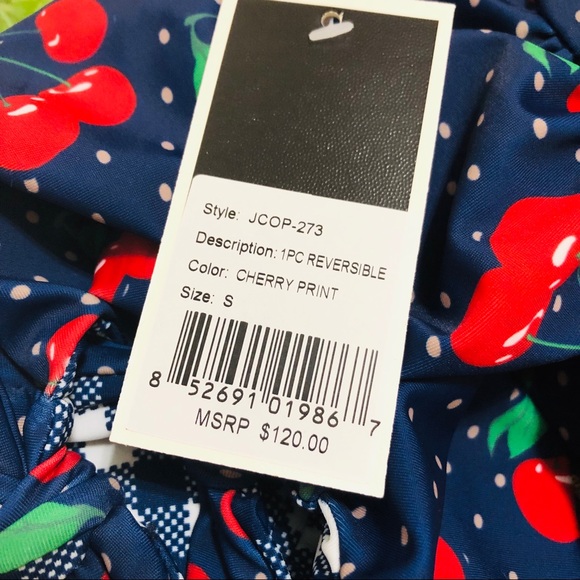 Style: JCOP-273
Description: 1PC REVERSIBLE
Color: CHERRY PRINT
Size: S
8 52691 01986 7
MSRP $120.00